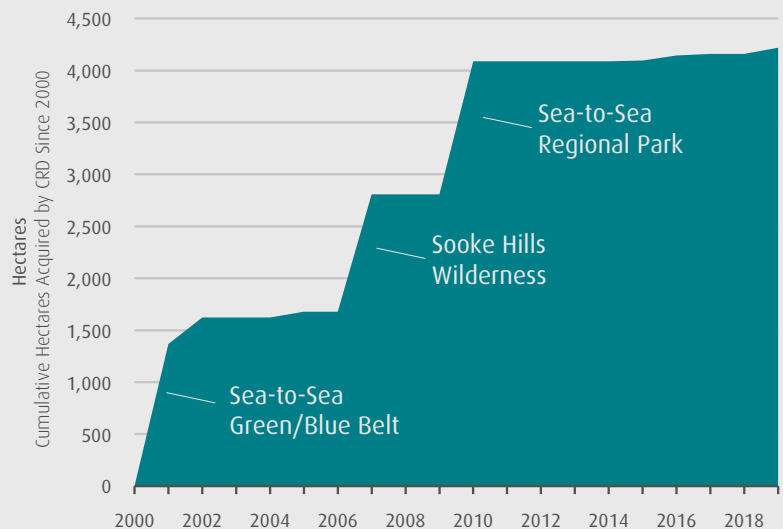 4,500
4,000
3,500
3,000
2,500
2,000
1,500
1,000
500
0
Hectares
Cumulative Hectares Acquired by CRD Since 2000
Sea-to-Sea
Regional Park
Sooke Hills
Wilderness
Sea-to-Sea
Green/Blue Belt
2000 2002 2004 2006 2008 2010 2012 2014 2016 2018